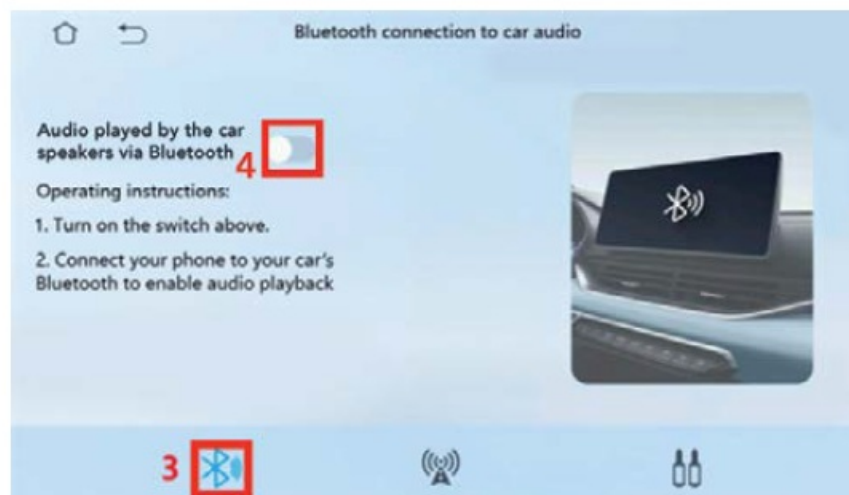 Bluetooth connection to car audio
Audio played by the car
speakers via Bluetooth
4
Operating instructions:
1. Turn on the switch above.
2. Connect your phone to your car's
Bluetooth to enable audio playback
3